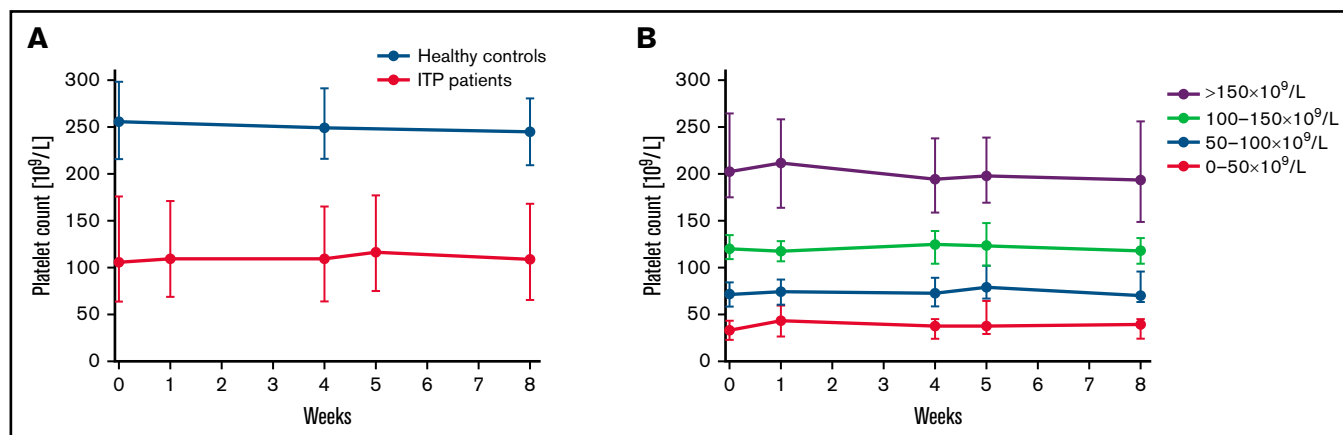 A
Healthy controls
ITP patients
Platelet count [10⁹/L]
300
250
200
150
100
50
0
0 1 2 3 4 5 6 7 8
Weeks
B
>150×10⁹/L
100–150×10⁹/L
50–100×10⁹/L
0–50×10⁹/L
Platelet count [10⁹/L]
300
250
200
150
100
50
0
0 1 2 3 4 5 6 7 8
Weeks